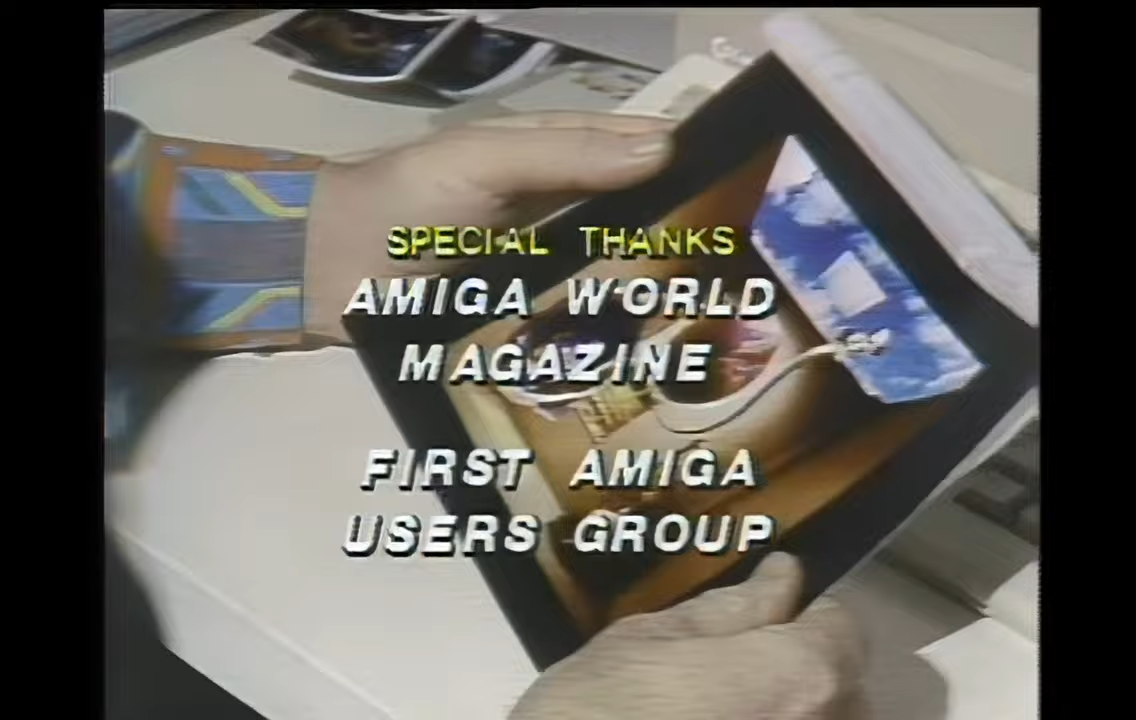 SPECIAL THANKS
AMIGA WORLD
MAGAZINE
FIRST AMIGA
USERS GROUP